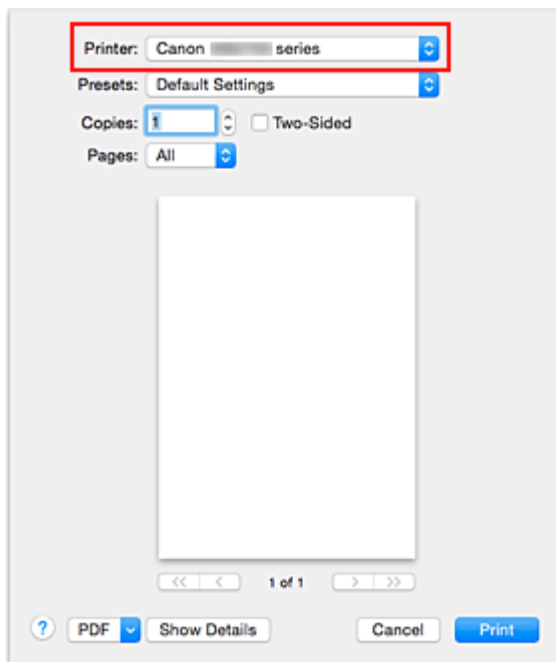 Printer: Canon series
Presets: Default Settings
Copies: 1 Two-Sided
Pages: All
<< < 1 of 1 > >>
? PDF Show Details Cancel Print